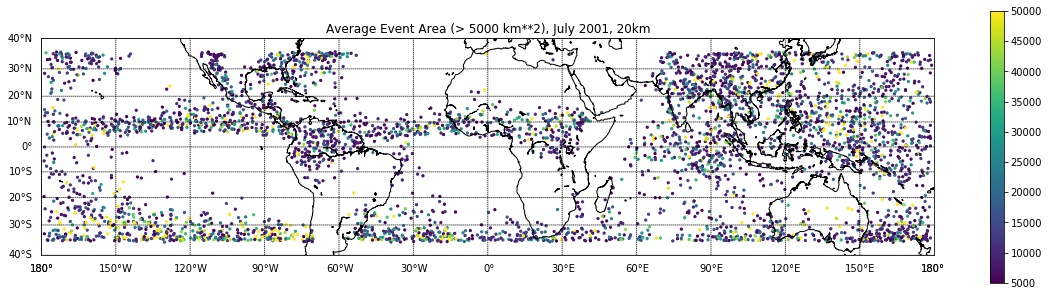 Average Event Area (> 5000 km**2), July 2001, 20km
40°N
30°N
20°N
10°N
0°
10°S
20°S
30°S
40°S
180° 150°W 120°W 90°W 60°W 30°W 0° 30°E 60°E 90°E 120°E 150°E 180°
50000
45000
40000
35000
30000
25000
20000
15000
10000
5000